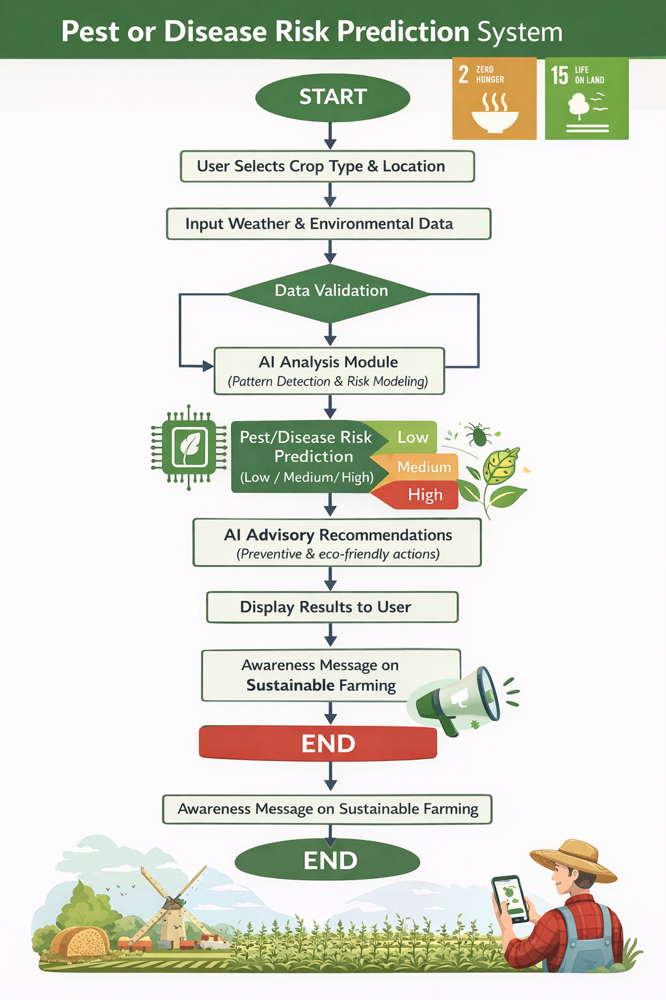 Pest or Disease Risk Prediction System
2 ZERO
HUNGER
15 LIFE
ON LAND
START
User Selects Crop Type & Location
Input Weather & Environmental Data
Data Validation
AI Analysis Module
(Pattern Detection & Risk Modeling)
Pest/Disease Risk
Prediction
(Low / Medium/ High)
Low
Medium
High
AI Advisory Recommendations
(Preventive & eco-friendly actions)
Display Results to User
Awareness Message on
Sustainable Farming
END
Awareness Message on Sustainable Farming
END